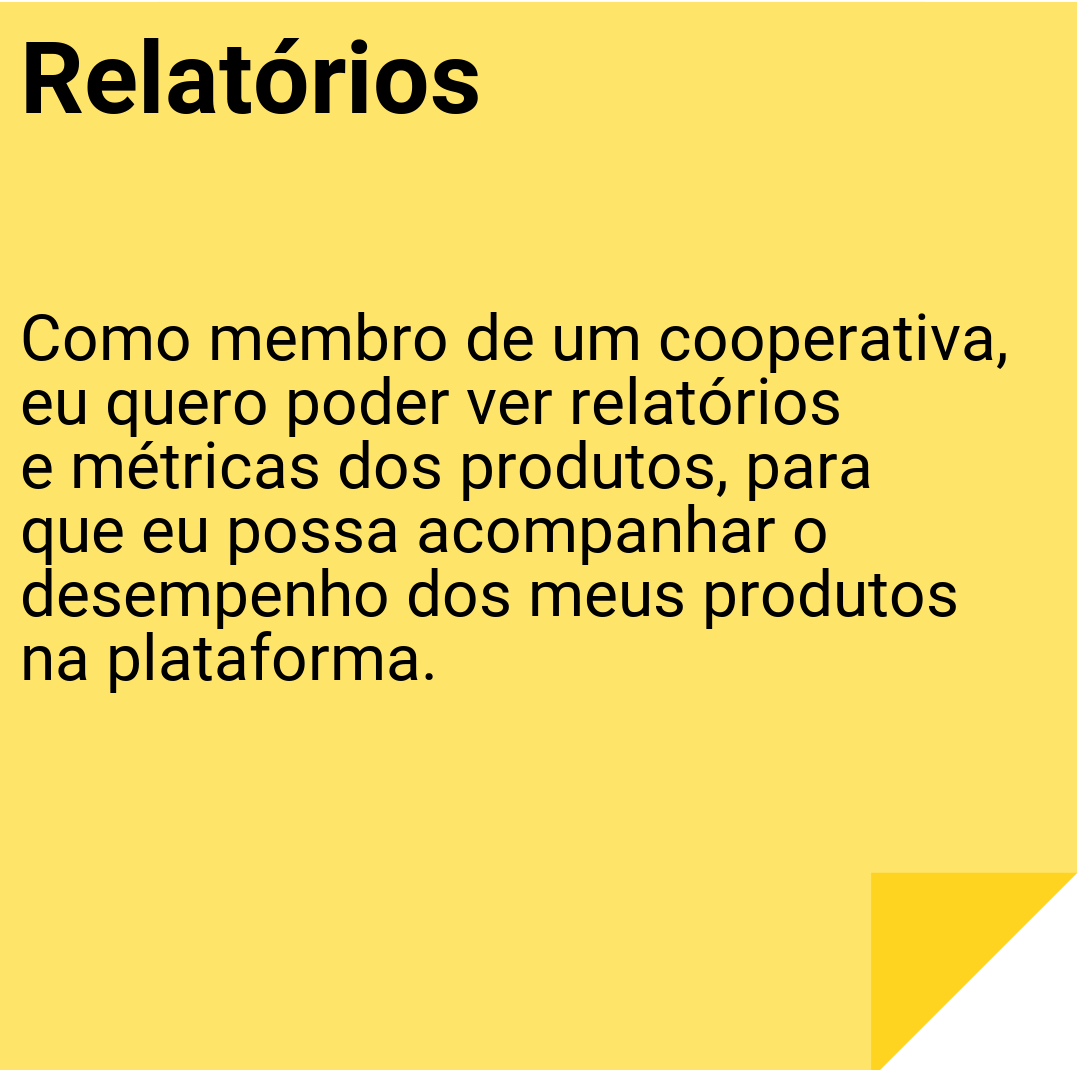 Relatórios
Como membro de um cooperativa,
eu quero poder ver relatórios
e métricas dos produtos, para
que eu possa acompanhar o
desempenho dos meus produtos
na plataforma.